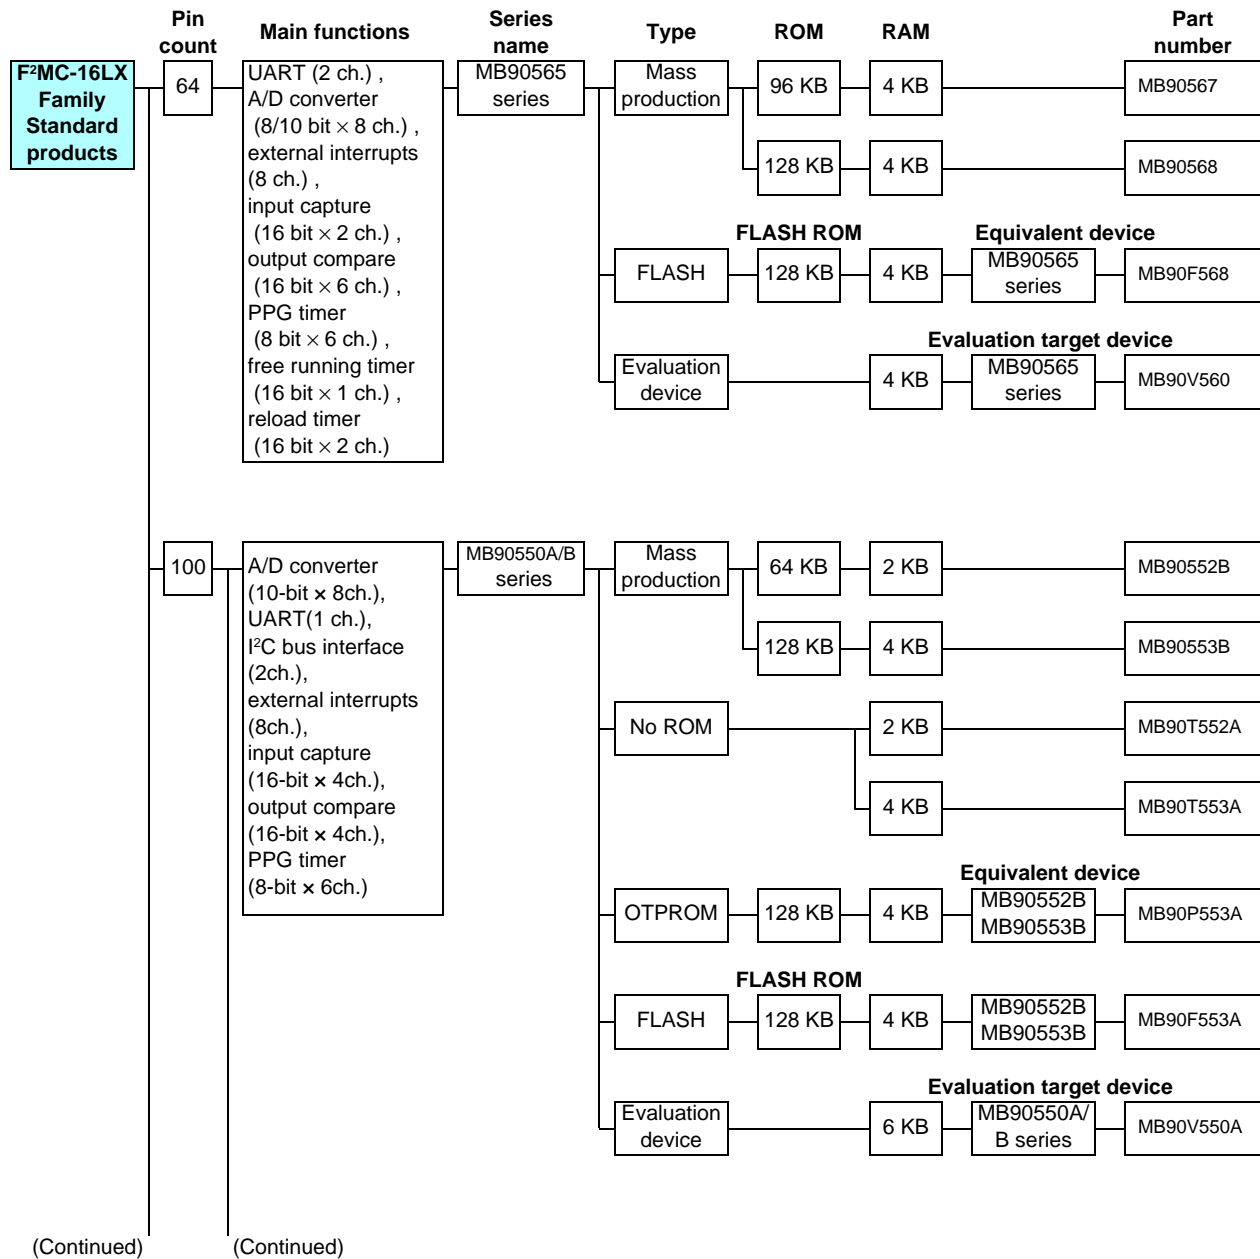 Pin
count
Main functions
Series
name
Type
ROM
RAM
Part
number
F²MC-16LX
Family
Standard
products
64
UART (2 ch.) ,
A/D converter
(8/10 bit × 8 ch.) ,
external interrupts
(8 ch.) ,
input capture
(16 bit × 2 ch.) ,
output compare
(16 bit × 6 ch.) ,
PPG timer
(8 bit × 6 ch.) ,
free running timer
(16 bit × 1 ch.) ,
reload timer
(16 bit × 2 ch.)
MB90565
series
Mass
production
96 KB
4 KB
MB90567
128 KB
4 KB
MB90568
FLASH ROM
Equivalent device
FLASH
128 KB
4 KB
MB90565
series
MB90F568
Evaluation target device
Evaluation
device
4 KB
MB90565
series
MB90V560
100
A/D converter
(10-bit × 8ch.),
UART(1 ch.),
I²C bus interface
(2ch.),
external interrupts
(8ch.),
input capture
(16-bit × 4ch.),
output compare
(16-bit × 4ch.),
PPG timer
(8-bit × 6ch.)
MB90550A/B
series
Mass
production
64 KB
2 KB
MB90552B
128 KB
4 KB
MB90553B
No ROM
2 KB
MB90T552A
4 KB
MB90T553A
Equivalent device
OTPROM
128 KB
4 KB
MB90552B
MB90553B
MB90P553A
FLASH ROM
FLASH
128 KB
4 KB
MB90552B
MB90553B
MB90F553A
Evaluation target device
Evaluation
device
6 KB
MB90550A/
B series
MB90V550A
(Continued)
(Continued)